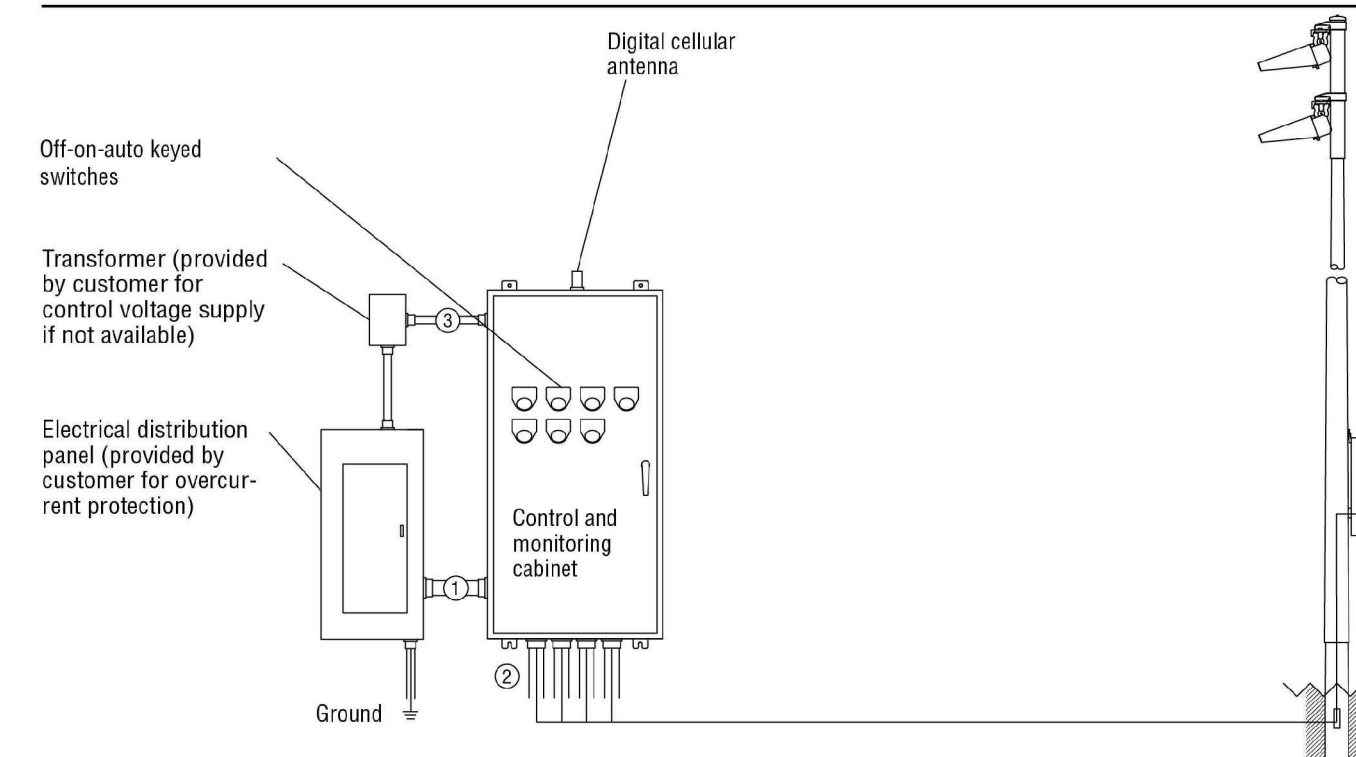 Digital cellular
antenna
Off-on-auto keyed
switches
Transformer (provided
by customer for
control voltage supply
if not available)
3
Electrical distribution
panel (provided by
customer for overcur-
rent protection)
Control and
monitoring
cabinet
1
2
Ground